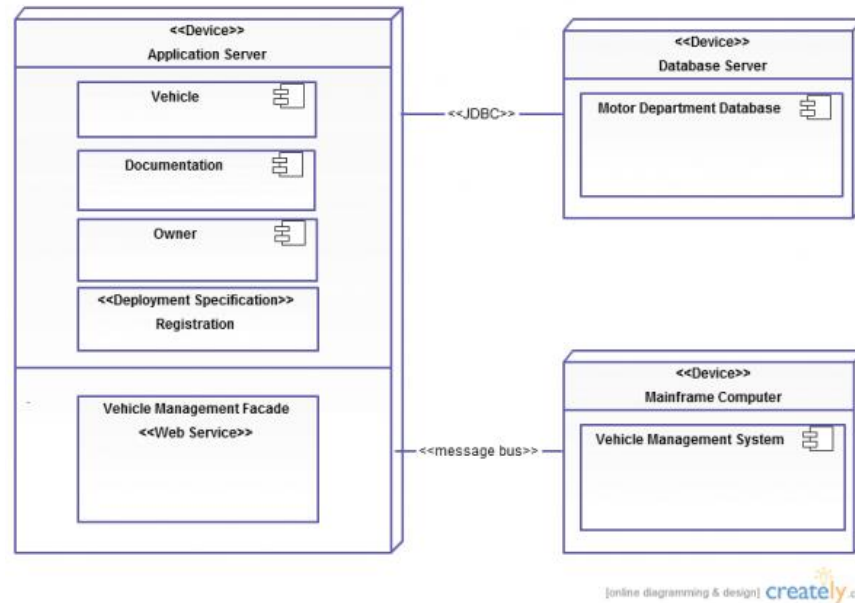 <<Device>>
Application Server
Vehicle
Documentation
Owner
<<Deployment Specification>>
Registration
Vehicle Management Facade
<<Web Service>>
<<JDBC>>
<<message bus>>
<<Device>>
Database Server
Motor Department Database
<<Device>>
Mainframe Computer
Vehicle Management System
[online diagramming & design] creately